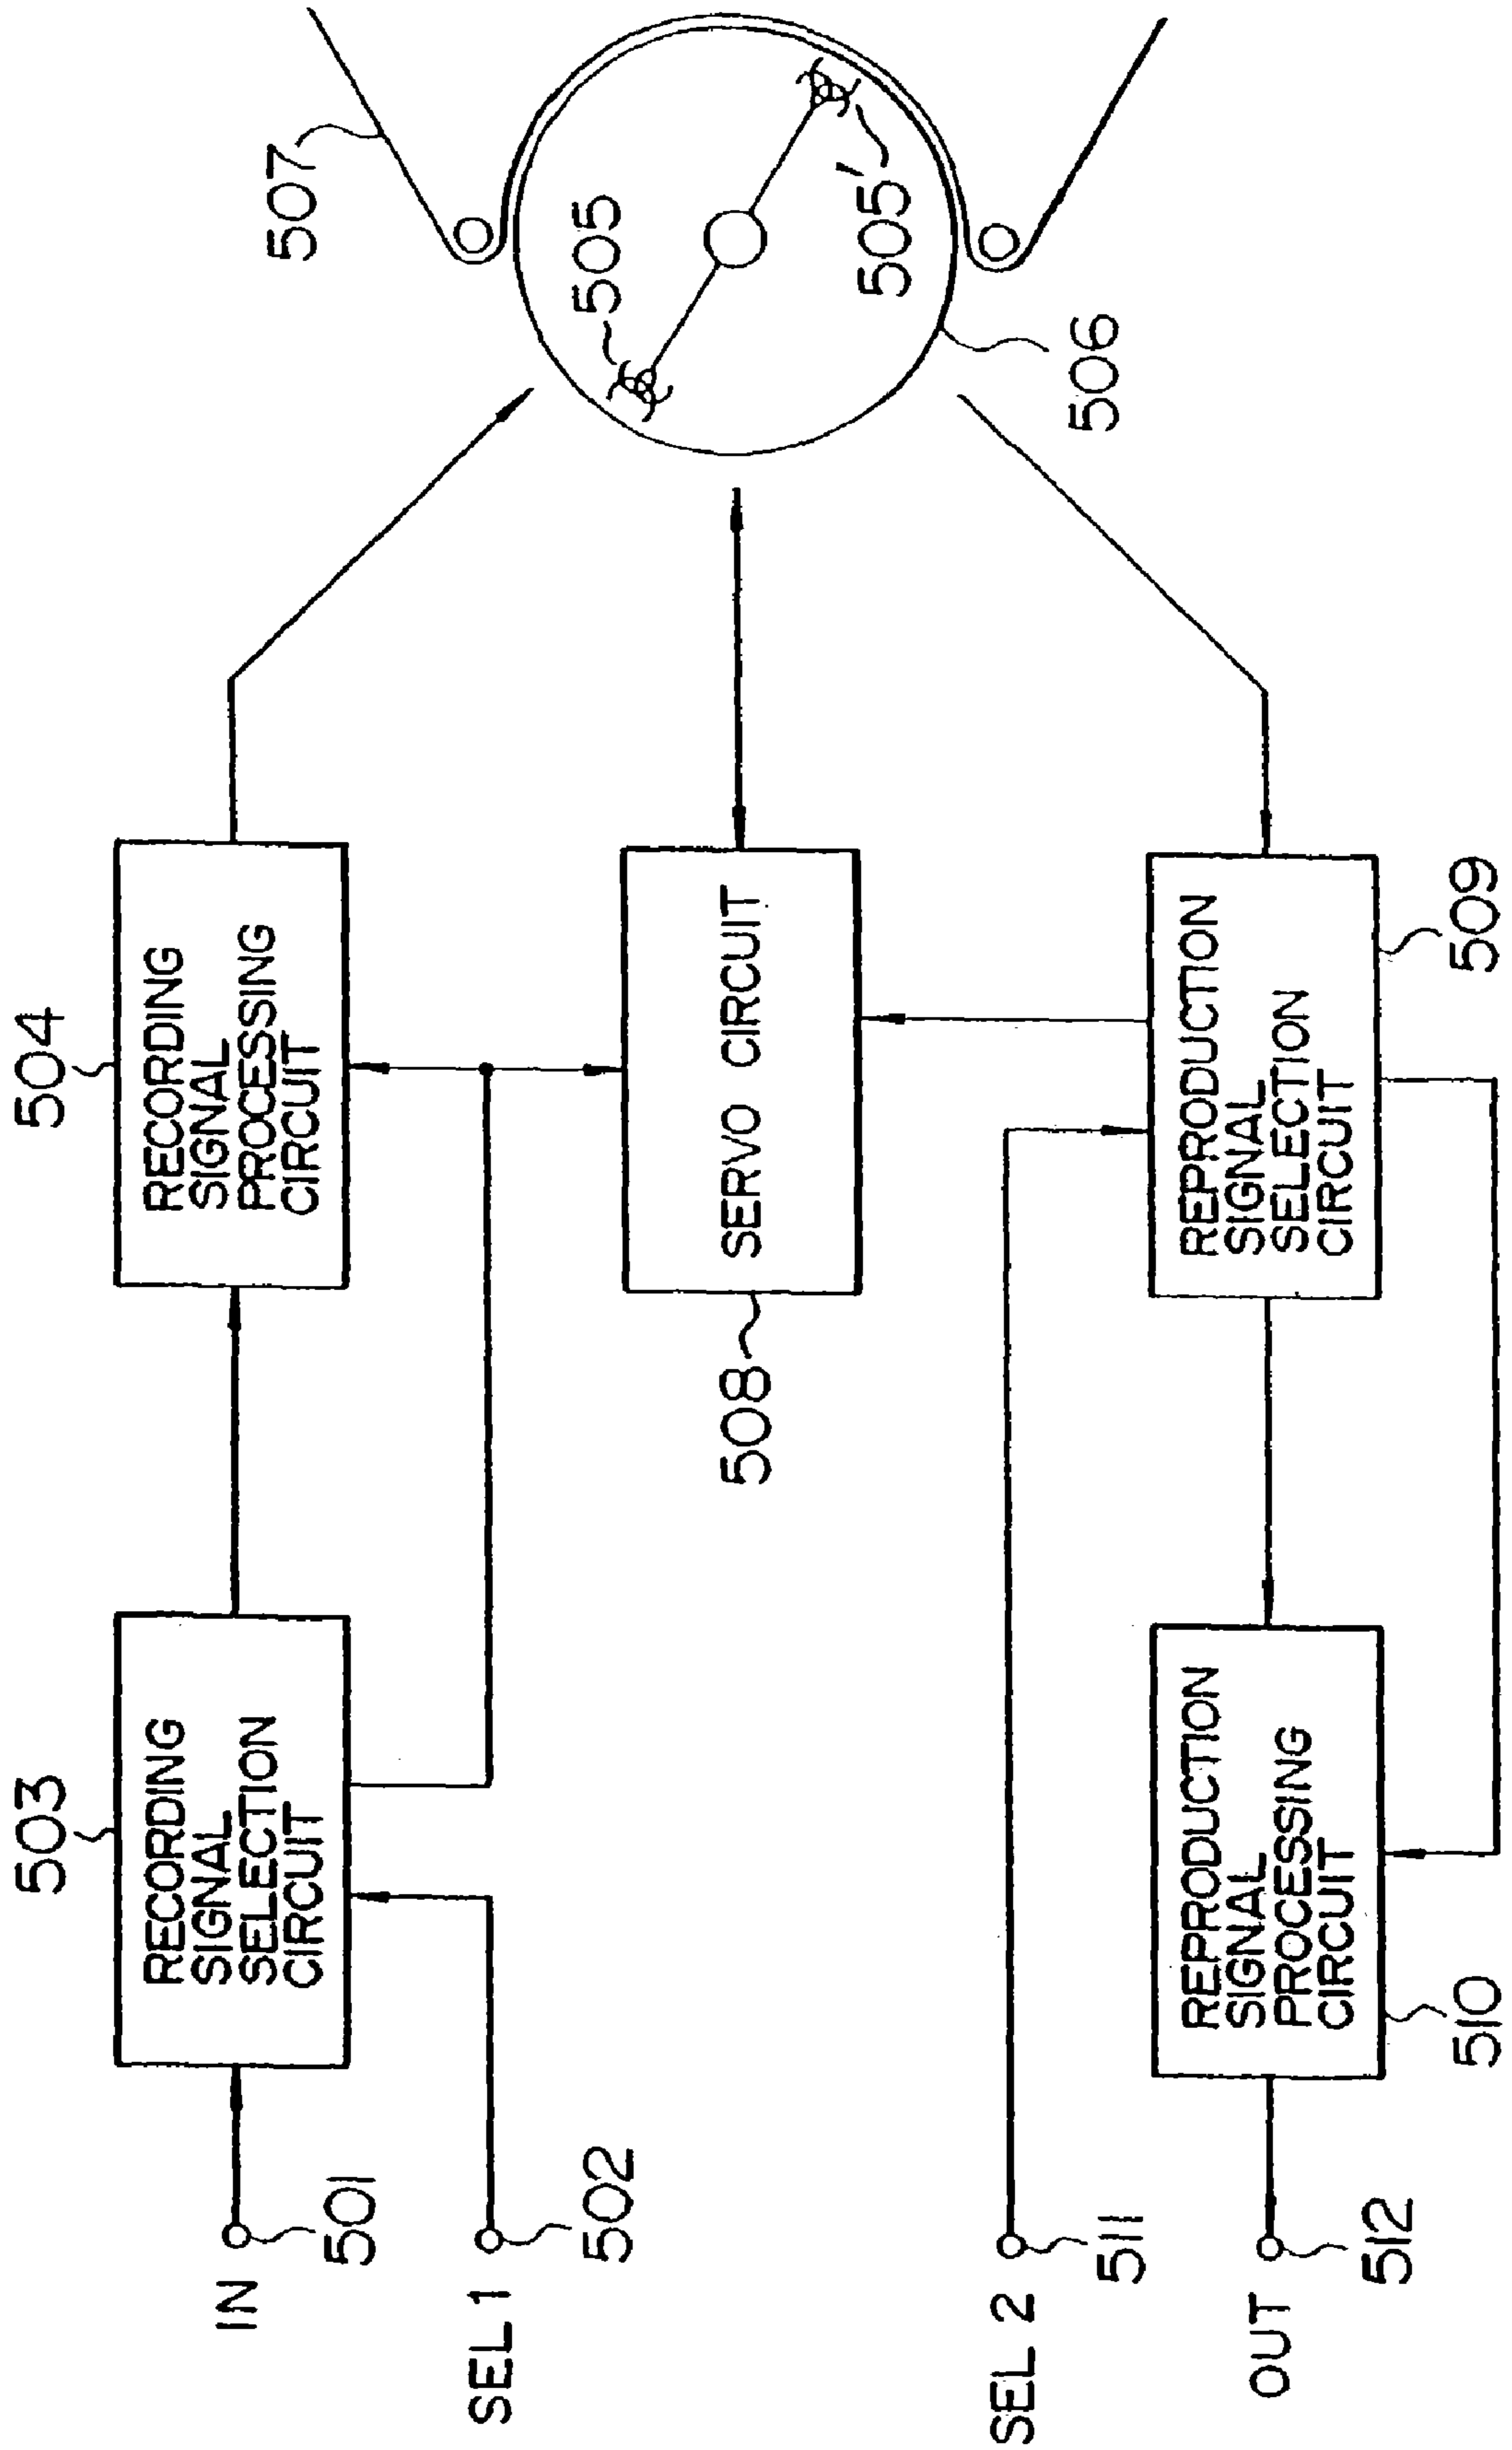 503
504
RECORDING
SIGNAL
SELECTION
CIRCUIT
RECORDING
SIGNAL
PROCESSING
CIRCUIT
507
IN
501
505
SEL 1
502
508
SERVO CIRCUIT
505'
506
SEL 2
511
REPRODUCTION
SIGNAL
PROCESSING
CIRCUIT
REPRODUCTION
SIGNAL
SELECTION
CIRCUIT
OUT
512
510
509